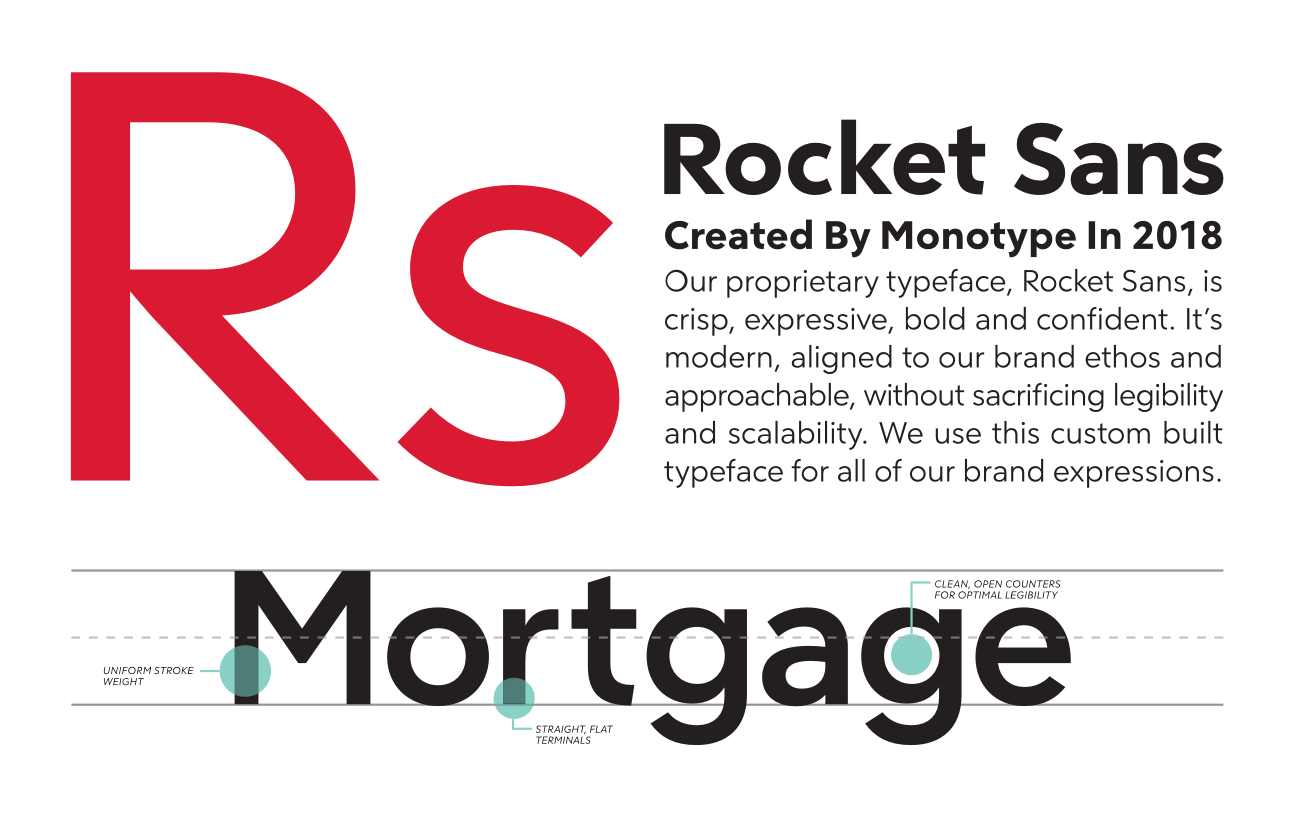 Rs
Rocket Sans
Created By Monotype In 2018
Our proprietary typeface, Rocket Sans, is
crisp, expressive, bold and confident. It’s
modern, aligned to our brand ethos and
approachable, without sacrificing legibility
and scalability. We use this custom built
typeface for all of our brand expressions.
Mortgage
CLEAN, OPEN COUNTERS
FOR OPTIMAL LEGIBILITY
UNIFORM STROKE
WEIGHT
STRAIGHT, FLAT
TERMINALS